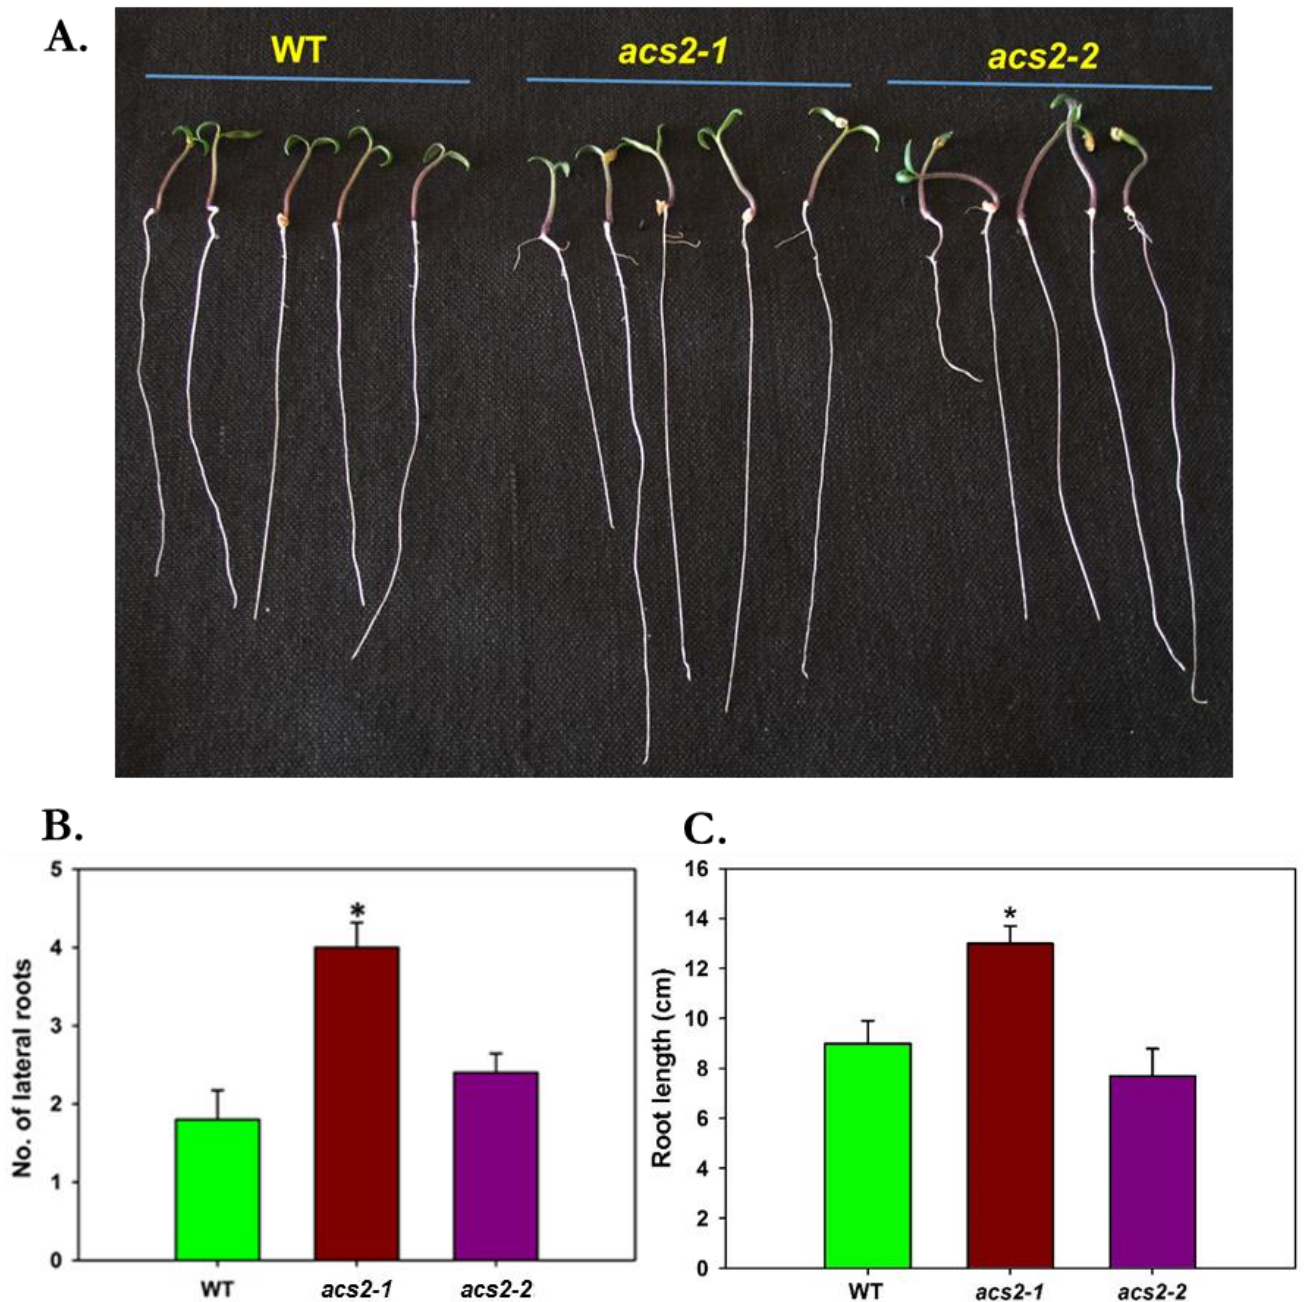 A.
WT
acs2-1
acs2-2
B.
5
4
3
2
1
0
No. of lateral roots
*
WT
acs2-1
acs2-2
C.
16
14
12
10
8
6
4
2
0
Root length (cm)
*
WT
acs2-1
acs2-2